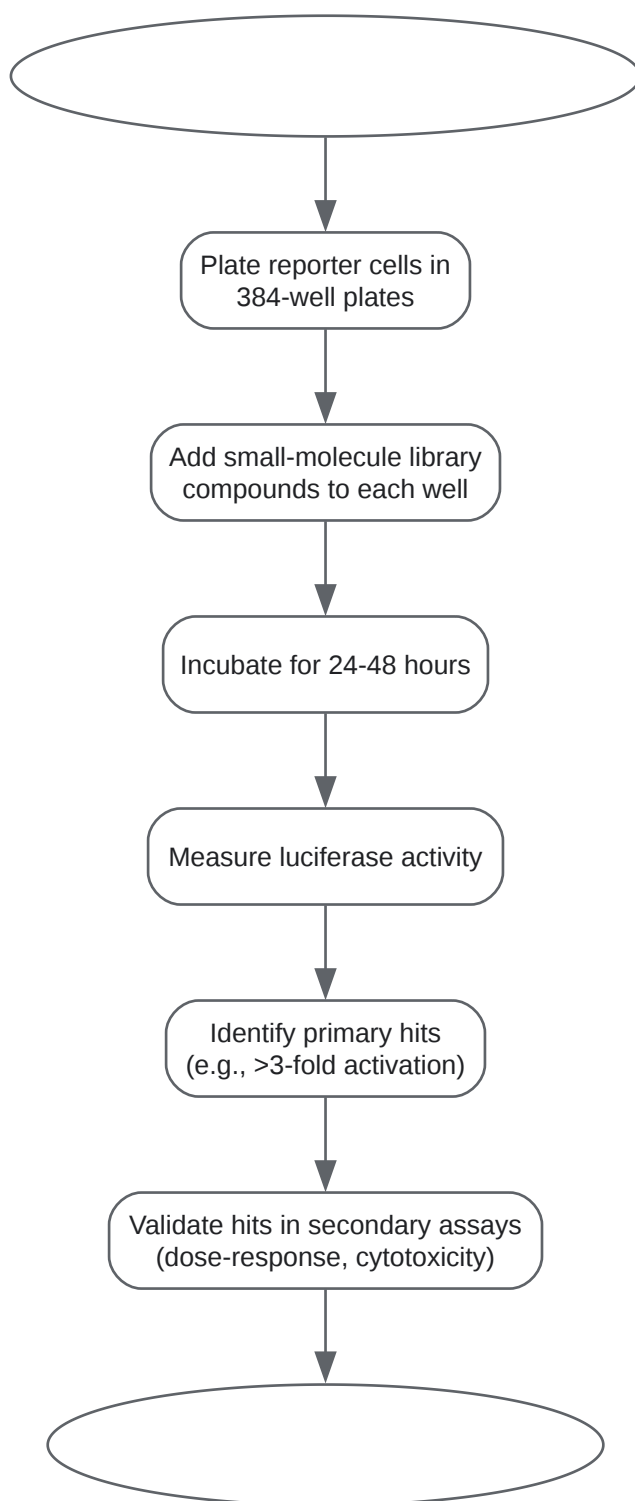 Plate reporter cells in
384-well plates
Add small-molecule library
compounds to each well
Incubate for 24-48 hours
Measure luciferase activity
Identify primary hits
(e.g., >3-fold activation)
Validate hits in secondary assays
(dose-response, cytotoxicity)